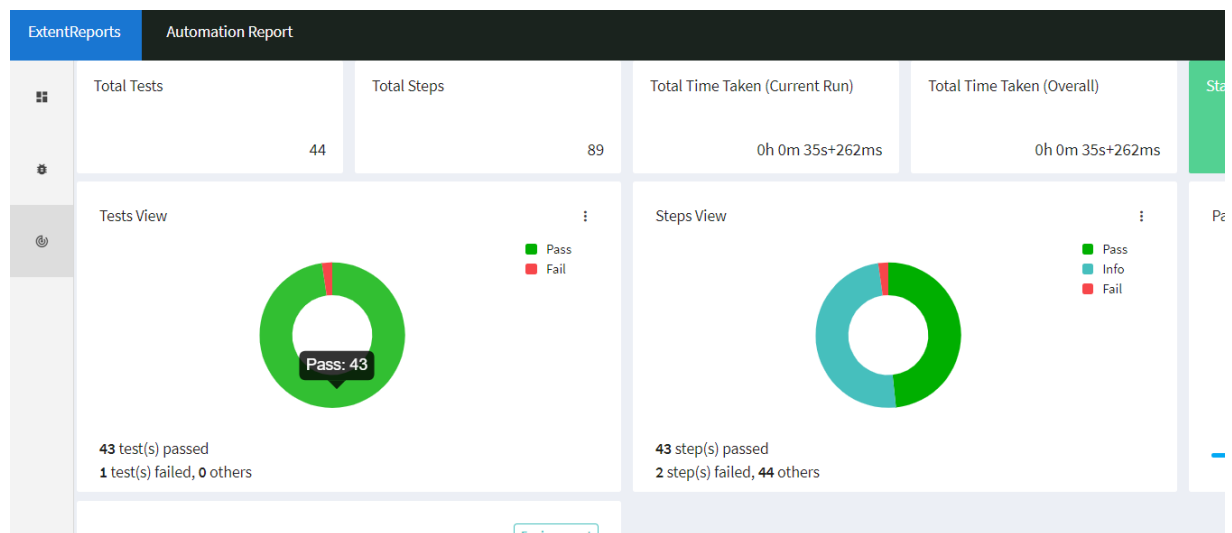 ExtentReports Automation Report
Total Tests
44
Total Steps
89
Total Time Taken (Current Run)
0h 0m 35s+262ms
Total Time Taken (Overall)
0h 0m 35s+262ms
Tests View
Pass
Fail
Pass: 43
43 test(s) passed
1 test(s) failed, 0 others
Steps View
Pass
Info
Fail
43 step(s) passed
2 step(s) failed, 44 others